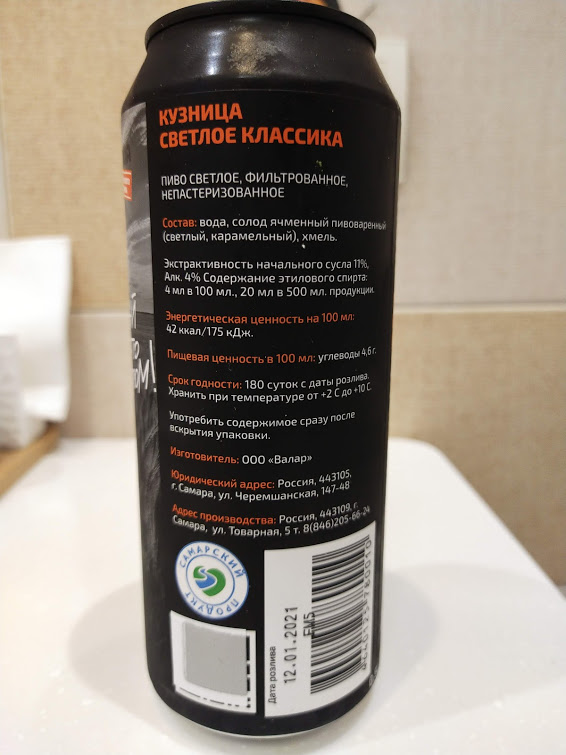 КУЗНИЦА
СВЕТЛОЕ КЛАССИКА
ПИВО СВЕТЛОЕ, ФИЛЬТРОВАННОЕ,
НЕПАСТЕРИЗОВАННОЕ
Состав: вода, солод ячменный пивоваренный
(светлый, карамельный), хмель.
Экстрактивность начального сусла 11%,
Алк. 4% Содержание этилового спирта:
4 мл в 100 мл., 20 мл в 500 мл. продукции.
Энергетическая ценность на 100 мл:
42 ккал/175 кДж.
Пищевая ценность в 100 мл: углеводы 4,6 г.
Срок годности: 180 суток с даты розлива.
Хранить при температуре от +2 С до +10 С.
Употребить содержимое сразу после
вскрытия упаковки.
Изготовитель: ООО «Валар»
Юридический адрес: Россия, 443105,
г. Самара, ул. Черемшанская, 147-48
Адрес производства: Россия, 443109, г.
Самара, ул. Товарная, 5 т. 8(846)205-66-24
САМАРСКИЙ
ПРОДУКТ
Дата розлива
12.01.2021